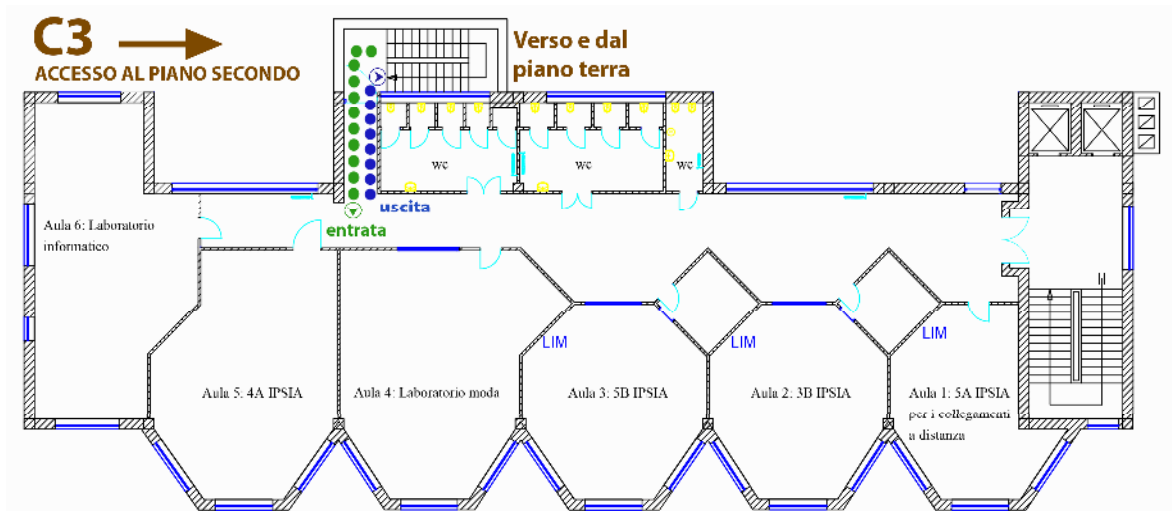 C3
ACCESSO AL PIANO SECONDO
Verso e dal
piano terra
wc
wc
wc
uscita
entrata
Aula 6: Laboratorio
informatico
LIM
LIM
LIM
Aula 5: 4A IPSIA
Aula 4: Laboratorio moda
Aula 3: 5B IPSIA
Aula 2: 3B IPSIA
Aula 1: 5A IPSIA
per i collegamenti
a distanza